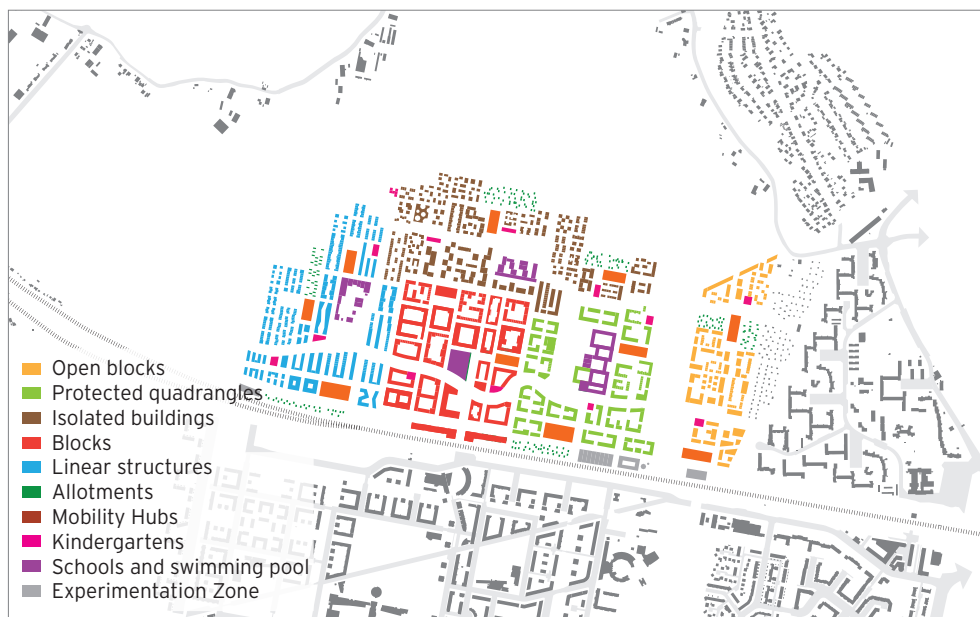 Open blocks
Protected quadrangles
Isolated buildings
Blocks
Linear structures
Allotments
Mobility Hubs
Kindergartens
Schools and swimming pool
Experimentation Zone